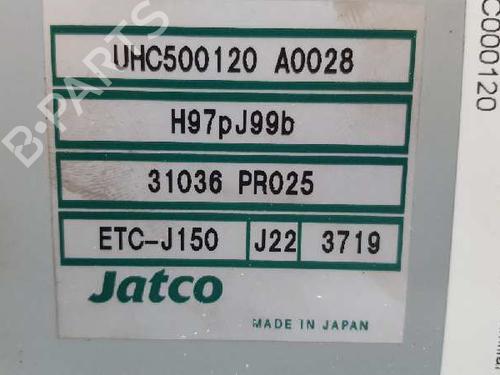 UHC500120 A0028
H97pJ99b
31036 PR025
ETC-J150 J22 3719
Jatco
MADE IN JAPAN
C000120
B-PARTS